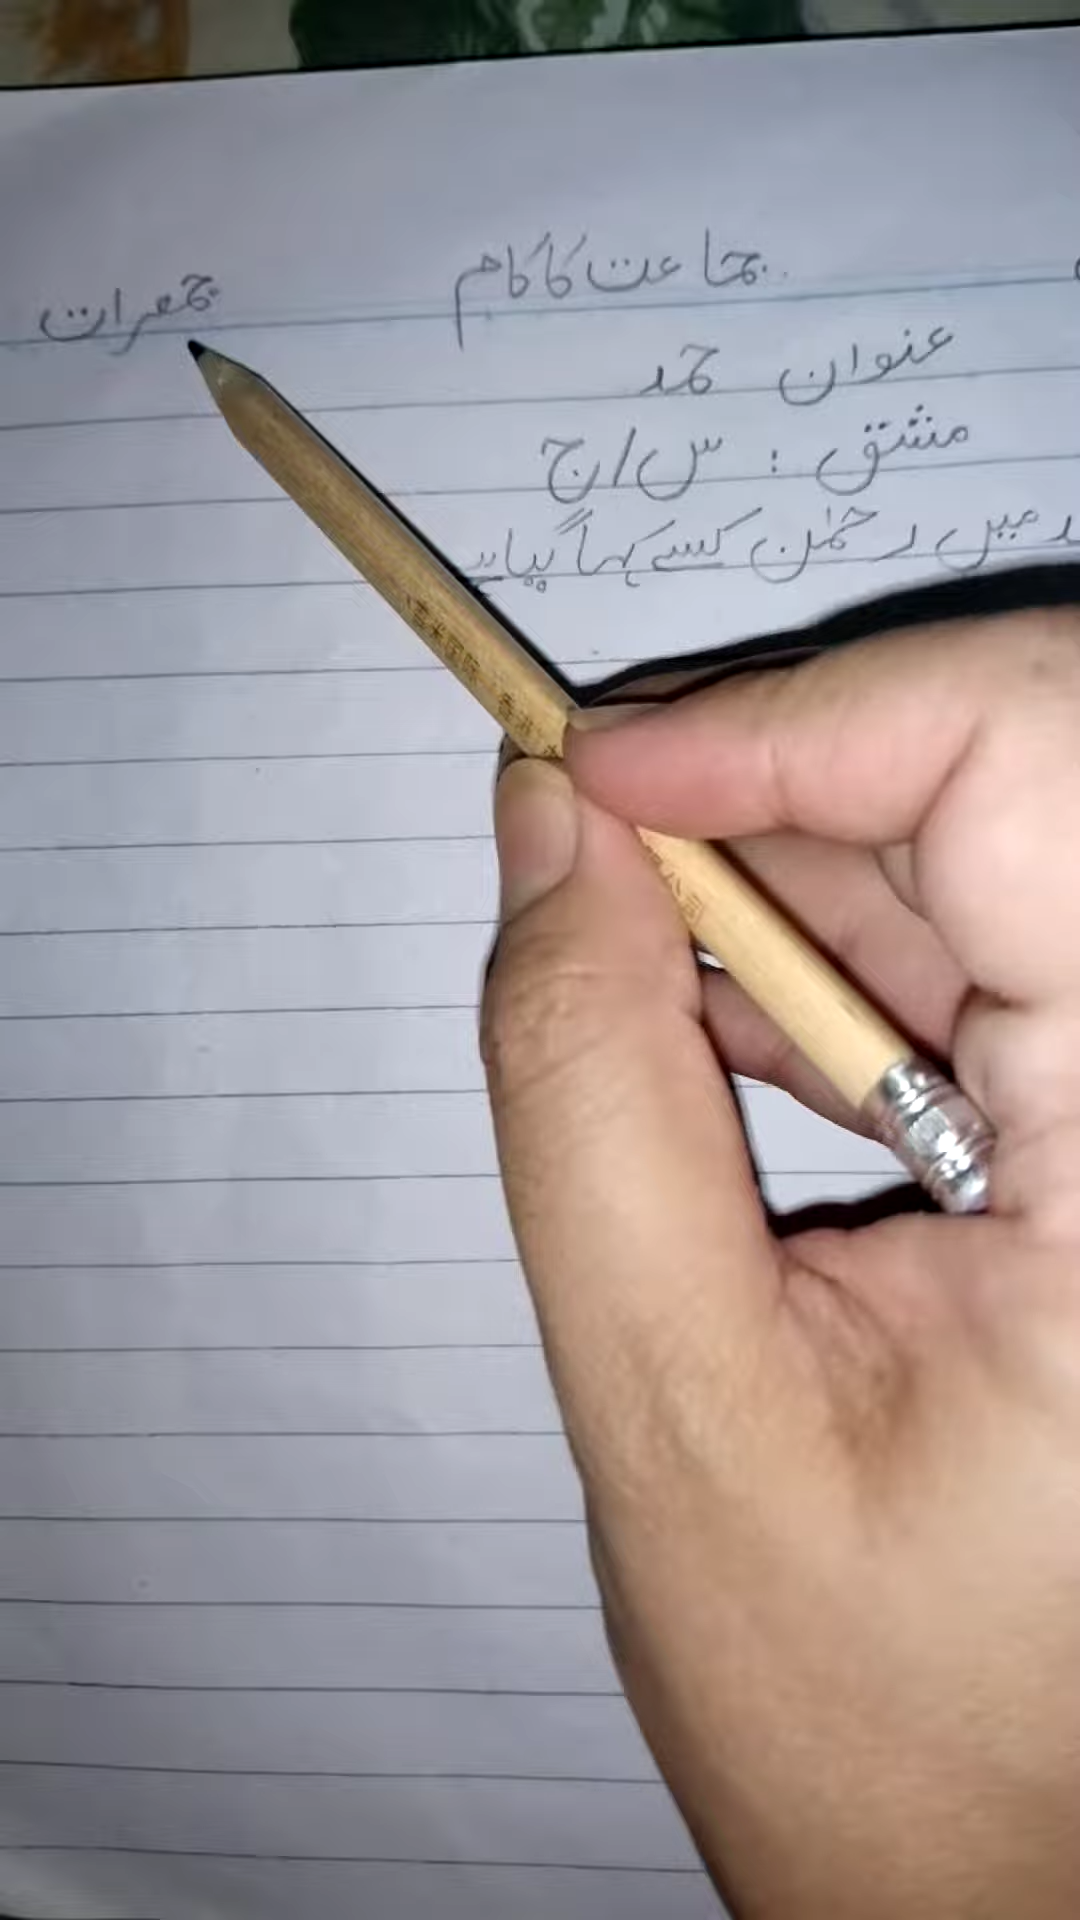 جماعت کا کام جمعرات
عنوان حمد
مشق : س/ج
میں رحمٰن کسے کہا گیا ہے